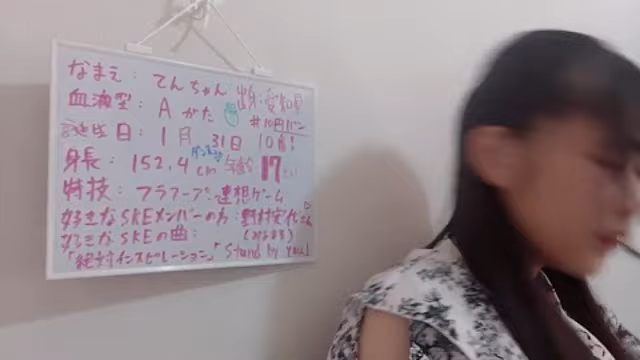 なまえ：てんちゃん 出身：愛知県
血液型：A がた #10円パン
誕生日：1月 31日
身長：152.4cm 年齢 17さい
特技：フラフープ・連想ゲーム
好きなSKEメンバーの方：野村実代さん
好きなSKEの曲：
「絶対インスピレーション」「Stand by you」